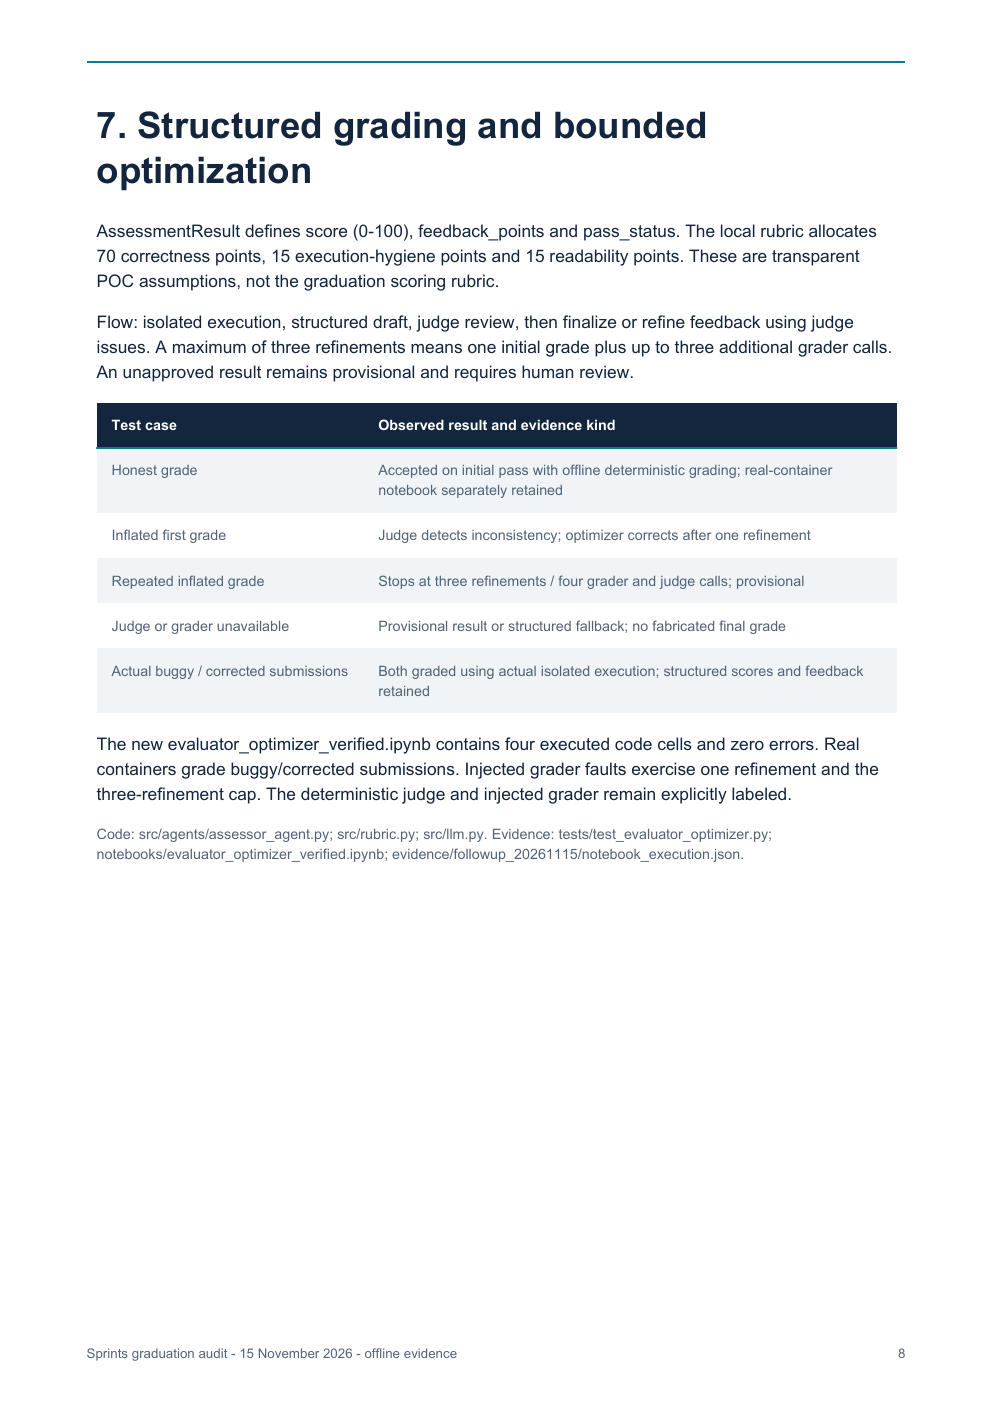 7. Structured grading and bounded
optimization
AssessmentResult defines score (0-100), feedback_points and pass_status. The local rubric allocates
70 correctness points, 15 execution-hygiene points and 15 readability points. These are transparent
POC assumptions, not the graduation scoring rubric.
Flow: isolated execution, structured draft, judge review, then finalize or refine feedback using judge
issues. A maximum of three refinements means one initial grade plus up to three additional grader calls.
An unapproved result remains provisional and requires human review.
Test case Observed result and evidence kind
Honest grade Accepted on initial pass with offline deterministic grading; real-container
notebook separately retained
Inflated first grade Judge detects inconsistency; optimizer corrects after one refinement
Repeated inflated grade Stops at three refinements / four grader and judge calls; provisional
Judge or grader unavailable Provisional result or structured fallback; no fabricated final grade
Actual buggy / corrected submissions Both graded using actual isolated execution; structured scores and feedback
retained
The new evaluator_optimizer_verified.ipynb contains four executed code cells and zero errors. Real
containers grade buggy/corrected submissions. Injected grader faults exercise one refinement and the
three-refinement cap. The deterministic judge and injected grader remain explicitly labeled.
Code: src/agents/assessor_agent.py; src/rubric.py; src/llm.py. Evidence: tests/test_evaluator_optimizer.py;
notebooks/evaluator_optimizer_verified.ipynb; evidence/followup_20261115/notebook_execution.json.
Sprints graduation audit - 15 November 2026 - offline evidence 8